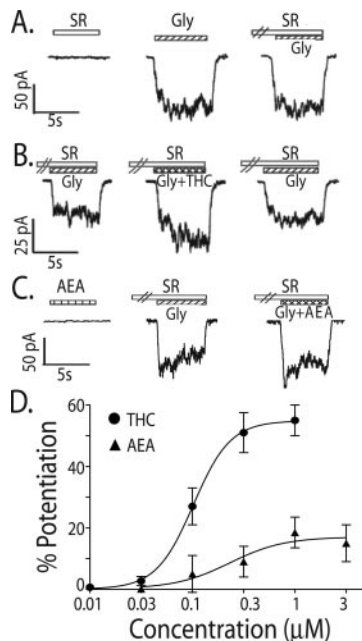 A.
SR Gly SR
Gly
50 pA
5s
B.
SR SR SR
Gly Gly+THC Gly
25 pA
5s
C.
AEA SR SR
Gly Gly+AEA
50 pA
5s
D.
60
THC
AEA
40
20
0
% Potentiation
0.01 0.03 0.1 0.3 1 3
Concentration (μM)